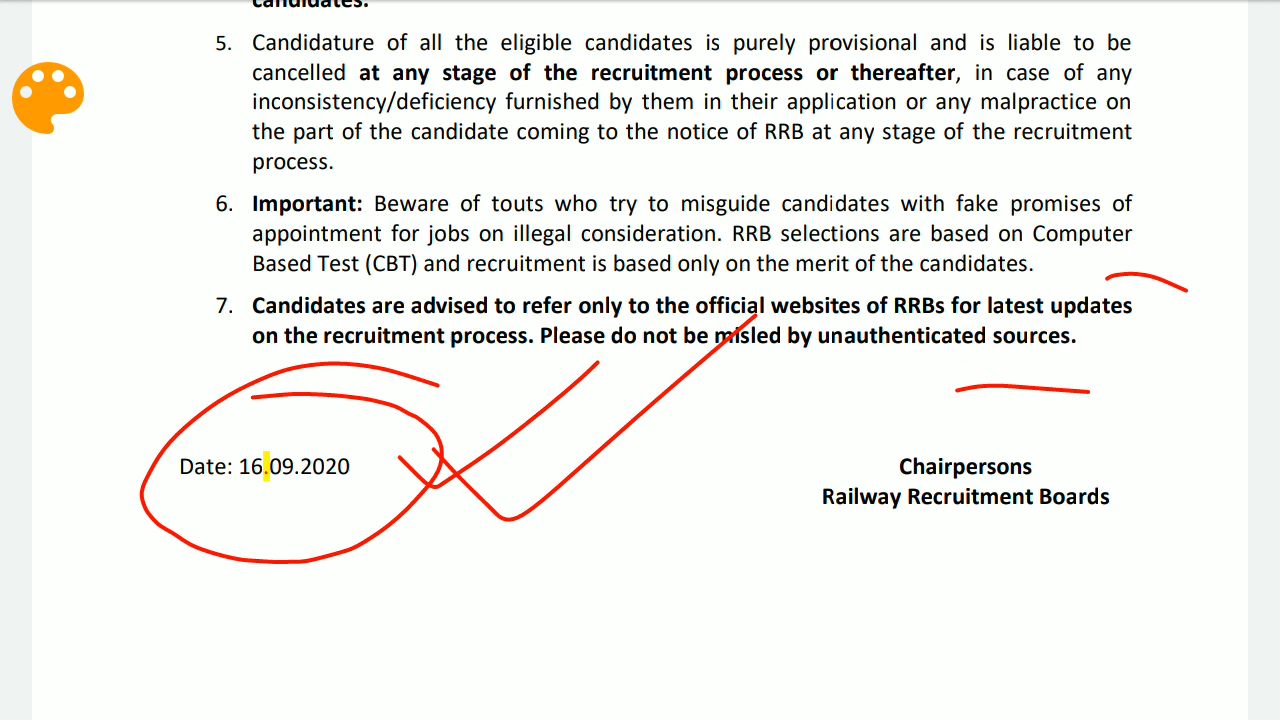 candidates.
5. Candidature of all the eligible candidates is purely provisional and is liable to be
cancelled at any stage of the recruitment process or thereafter, in case of any
inconsistency/deficiency furnished by them in their application or any malpractice on
the part of the candidate coming to the notice of RRB at any stage of the recruitment
process.
6. Important: Beware of touts who try to misguide candidates with fake promises of
appointment for jobs on illegal consideration. RRB selections are based on Computer
Based Test (CBT) and recruitment is based only on the merit of the candidates.
7. Candidates are advised to refer only to the official websites of RRBs for latest updates
on the recruitment process. Please do not be misled by unauthenticated sources.
Date: 16.09.2020
Chairpersons
Railway Recruitment Boards